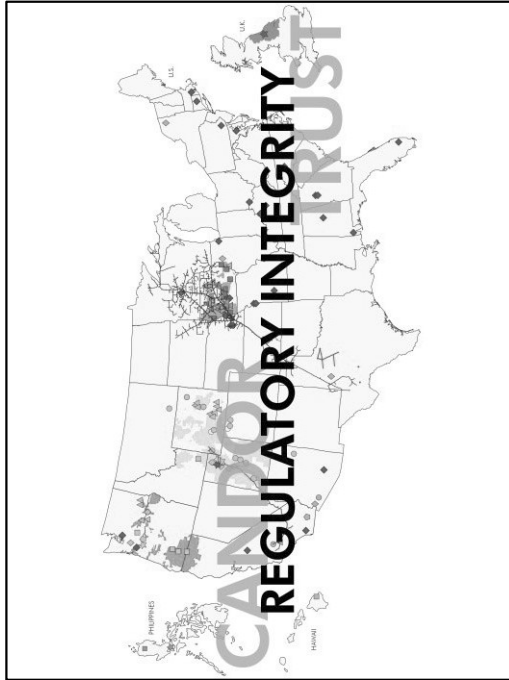 PHILIPPINES
HAWAII
CANDOR
REGULATORY INTEGRITY
TRUST
U.S.
U.K.